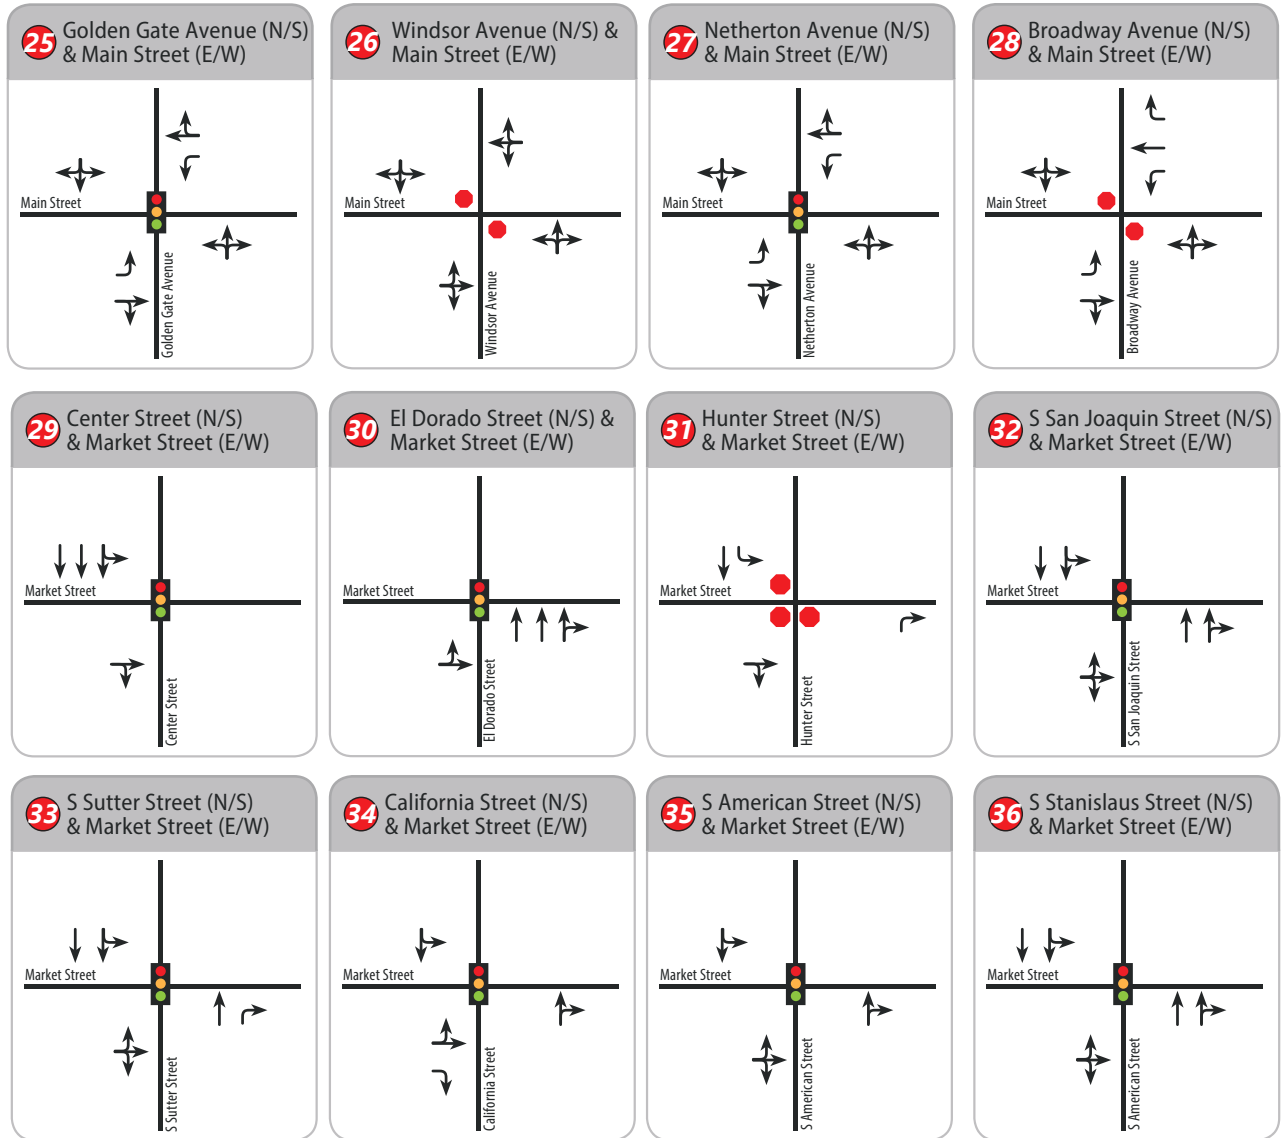 25 Golden Gate Avenue (N/S)
& Main Street (E/W)
Main Street
Golden Gate Avenue
26 Windsor Avenue (N/S) &
Main Street (E/W)
Main Street
Windsor Avenue
27 Netherton Avenue (N/S)
& Main Street (E/W)
Main Street
Netherton Avenue
28 Broadway Avenue (N/S)
& Main Street (E/W)
Main Street
Broadway Avenue
29 Center Street (N/S)
& Market Street (E/W)
Market Street
Center Street
30 El Dorado Street (N/S) &
Market Street (E/W)
Market Street
El Dorado Street
31 Hunter Street (N/S)
& Market Street (E/W)
Market Street
Hunter Street
32 S San Joaquin Street (N/S)
& Market Street (E/W)
Market Street
S San Joaquin Street
33 S Sutter Street (N/S)
& Market Street (E/W)
Market Street
S Sutter Street
34 California Street (N/S)
& Market Street (E/W)
Market Street
California Street
35 S American Street (N/S)
& Market Street (E/W)
Market Street
S American Street
36 S Stanislaus Street (N/S)
& Market Street (E/W)
Market Street
S American Street